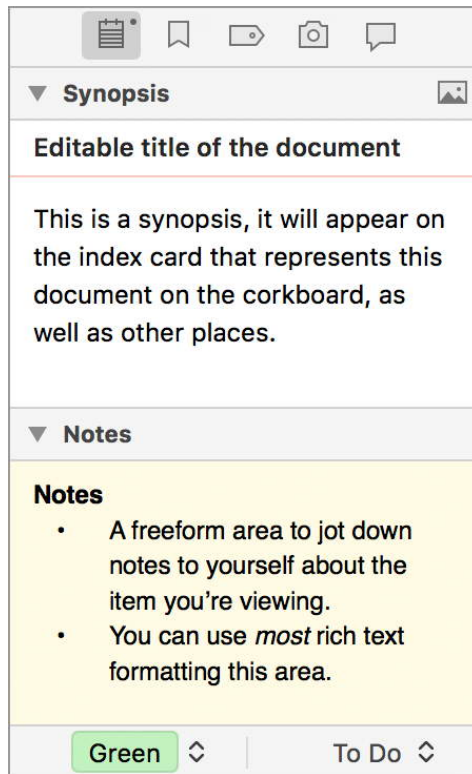 Synopsis
Editable title of the document
This is a synopsis, it will appear on
the index card that represents this
document on the corkboard, as
well as other places.
Notes
Notes
• A freeform area to jot down
notes to yourself about the
item you're viewing.
• You can use most rich text
formatting this area.
Green To Do